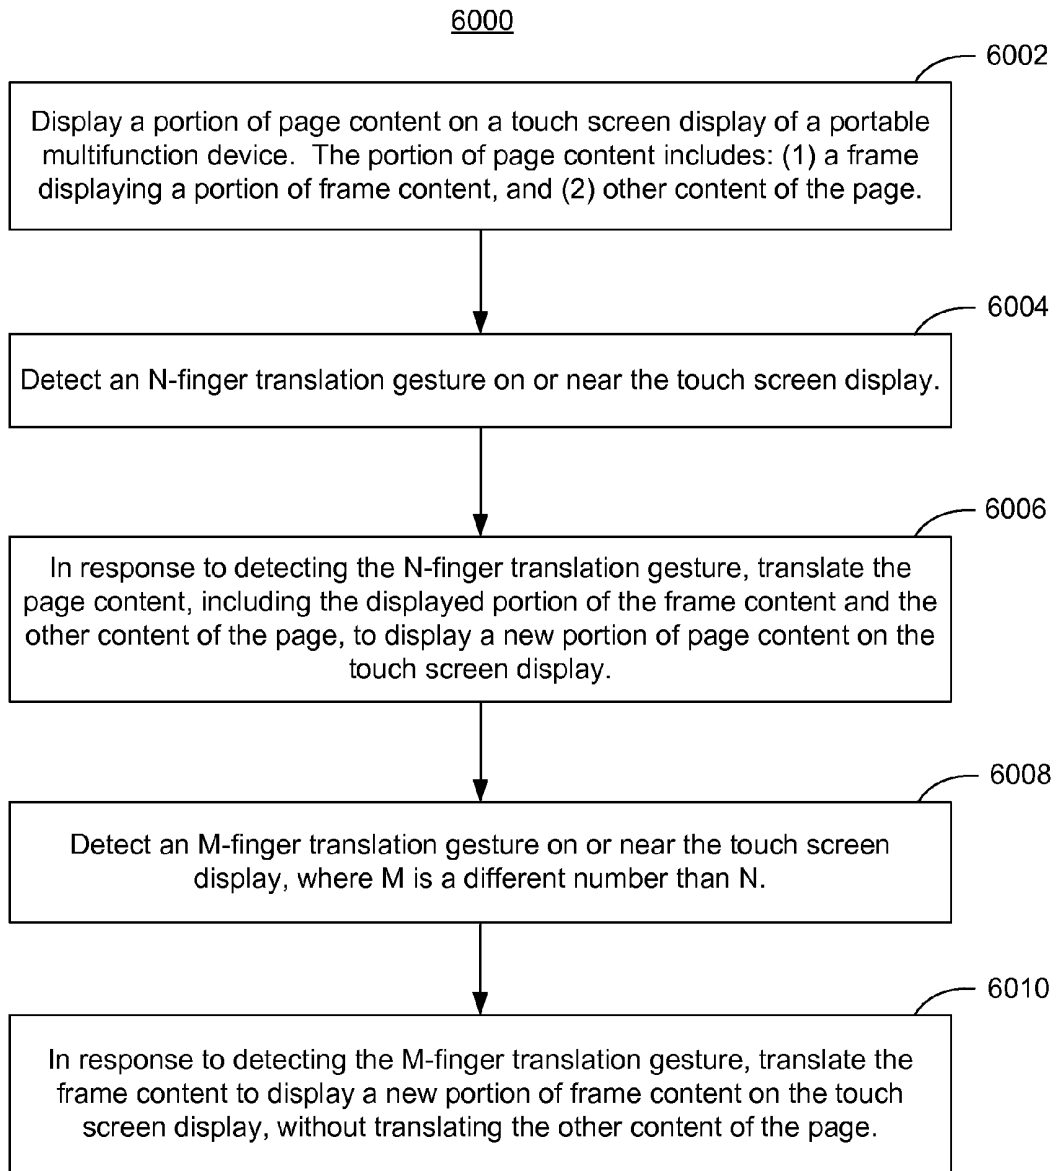 6000
6002
Display a portion of page content on a touch screen display of a portable
multifunction device.  The portion of page content includes: (1) a frame
displaying a portion of frame content, and (2) other content of the page.
6004
Detect an N-finger translation gesture on or near the touch screen display.
6006
In response to detecting the N-finger translation gesture, translate the
page content, including the displayed portion of the frame content and the
other content of the page, to display a new portion of page content on the
touch screen display.
6008
Detect an M-finger translation gesture on or near the touch screen
display, where M is a different number than N.
6010
In response to detecting the M-finger translation gesture, translate the
frame content to display a new portion of frame content on the touch
screen display, without translating the other content of the page.